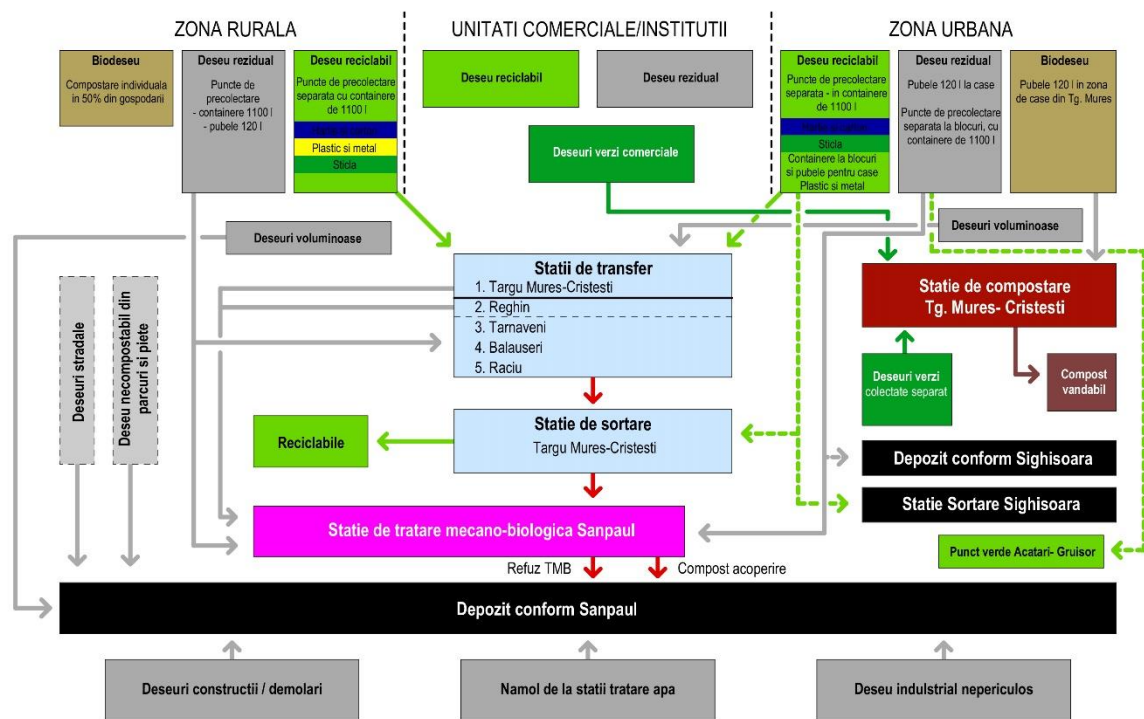 ZONA RURALA
UNITATI COMERCIALE/INSTITUTII
ZONA URBANA
Biodeseu
Compostare individuala
in 50% din gospodarii
Deseu rezidual
Puncte de
precolectare
- containere 1100 l
- pubele 120 l
Deseu reciclabil
Puncte de precolectare
separata cu containere
de 1100 l
Plastic si metal
Sticla
Deseu reciclabil
Deseu rezidual
Deseuri verzi comerciale
Deseu reciclabil
Puncte de precolectare
separata - in containere
de 1100 l
Sticla
Containere la blocuri
si pubele pentru case
Plastic si metal
Deseu rezidual
Pubele 120 l la case
Puncte de precolectare
separata la blocuri, cu
containere de 1100 l
Biodeseu
Pubele 120 l in zona
de case din Tg. Mures
Deseuri voluminoase
Deseuri voluminoase
Deseuri stradale
Deseu necompostabil din
parcuri si piete
Statii de transfer
1. Targu Mures-Cristesti
2. Reghin
3. Tarnaveni
4. Balauseri
5. Raciu
Statie de compostare
Tg. Mures- Cristesti
Deseuri verzi
colectate separat
Compost
vandabil
Reciclabile
Statie de sortare
Targu Mures-Cristesti
Depozit conform Sighisoara
Statie Sortare Sighisoara
Statie de tratare mecano-biologica Sanpaul
Punct verde Acatari- Gruisor
Refuz TMB
Compost acoperire
Depozit conform Sanpaul
Deseuri constructii / demolari
Namol de la statii tratare apa
Deseu indulstrial nepericulos